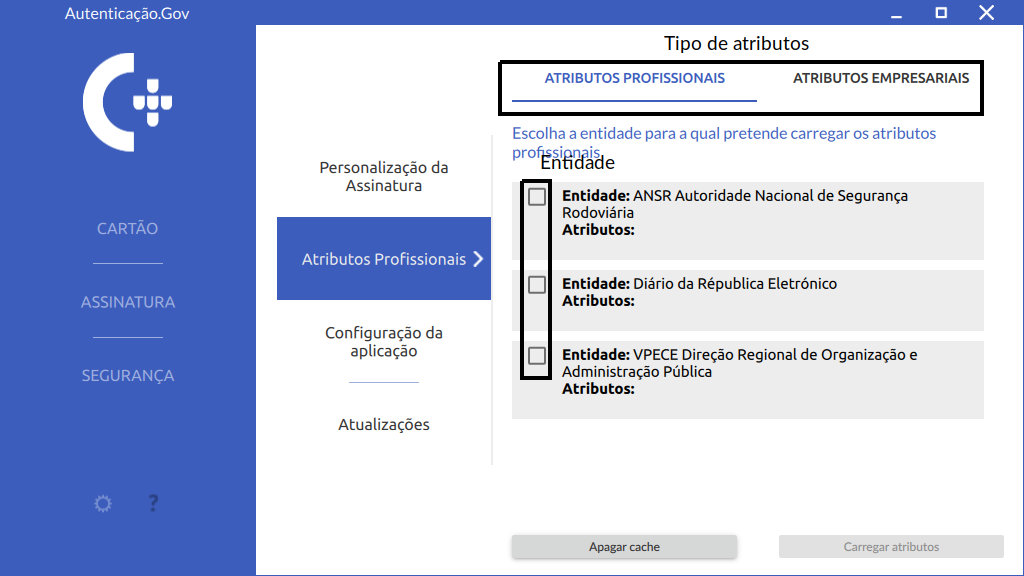 Autenticação.Gov
CARTÃO
ASSINATURA
SEGURANÇA
?
Personalização da
Assinatura
Atributos Profissionais
Configuração da
aplicação
Atualizações
Tipo de atributos
ATRIBUTOS PROFISSIONAIS
ATRIBUTOS EMPRESARIAIS
Escolha a entidade para a qual pretende carregar os atributos
profissionais.
Entidade
Entidade: ANSR Autoridade Nacional de Segurança
Rodoviária
Atributos:
Entidade: Diário da Républica Eletrónico
Atributos:
Entidade: VPECE Direção Regional de Organização e
Administração Pública
Atributos:
Apagar cache
Carregar atributos